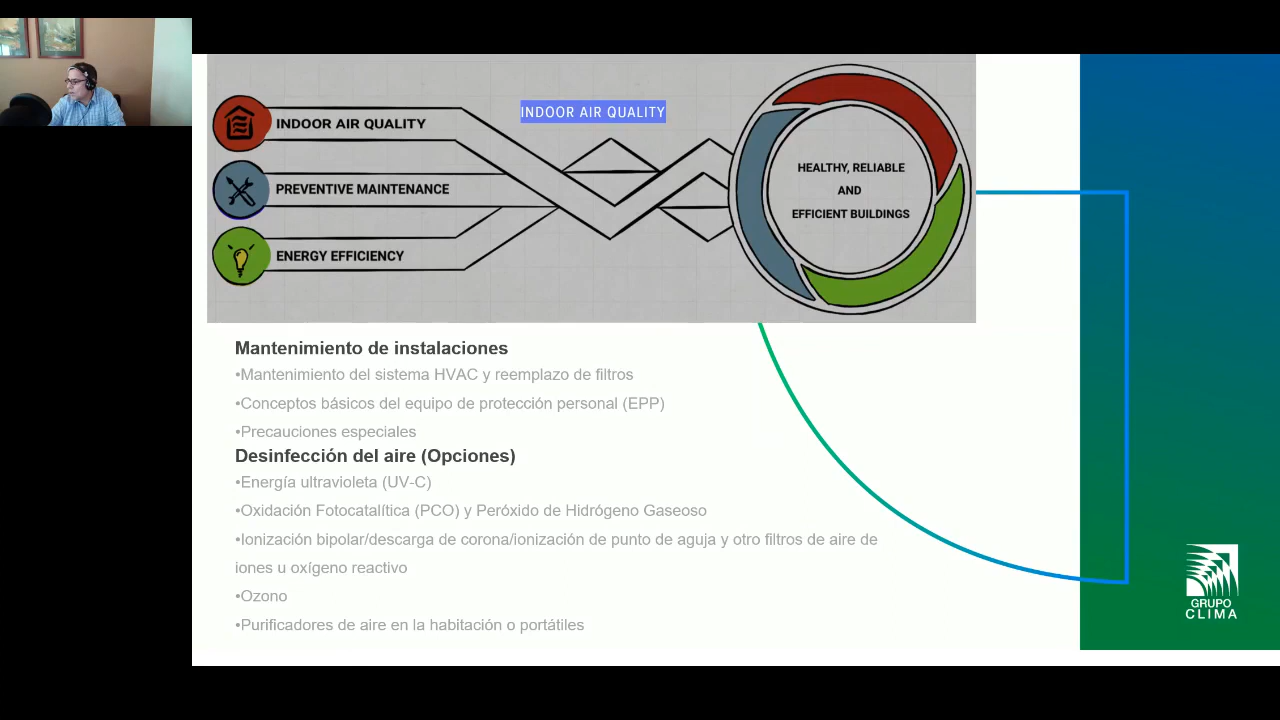 INDOOR AIR QUALITY
INDOOR AIR QUALITY
PREVENTIVE MAINTENANCE
ENERGY EFFICIENCY
HEALTHY, RELIABLE
AND
EFFICIENT BUILDINGS
Mantenimiento de instalaciones
•Mantenimiento del sistema HVAC y reemplazo de filtros
•Conceptos básicos del equipo de protección personal (EPP)
•Precauciones especiales
Desinfección del aire (Opciones)
•Energía ultravioleta (UV-C)
•Oxidación Fotocatalítica (PCO) y Peróxido de Hidrógeno Gaseoso
•Ionización bipolar/descarga de corona/ionización de punto de aguja y otro filtros de aire de
iones u oxígeno reactivo
•Ozono
•Purificadores de aire en la habitación o portátiles
GRUPO
CLIMA